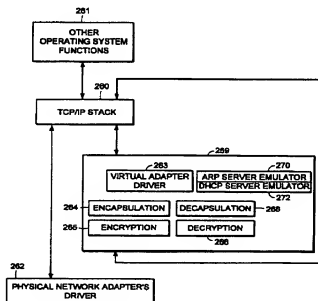 261
OTHER
OPERATING SYSTEM
FUNCTIONS
260
TCP/IP STACK
269
263
270
VIRTUAL ADAPTER
DRIVER
ARP SERVER EMULATOR
DHCP SERVER EMULATOR
272
264
ENCAPSULATION
DECAPSULATION
268
265
ENCRYPTION
DECRYPTION
266
262
PHYSICAL NETWORK ADAPTER'S
DRIVER